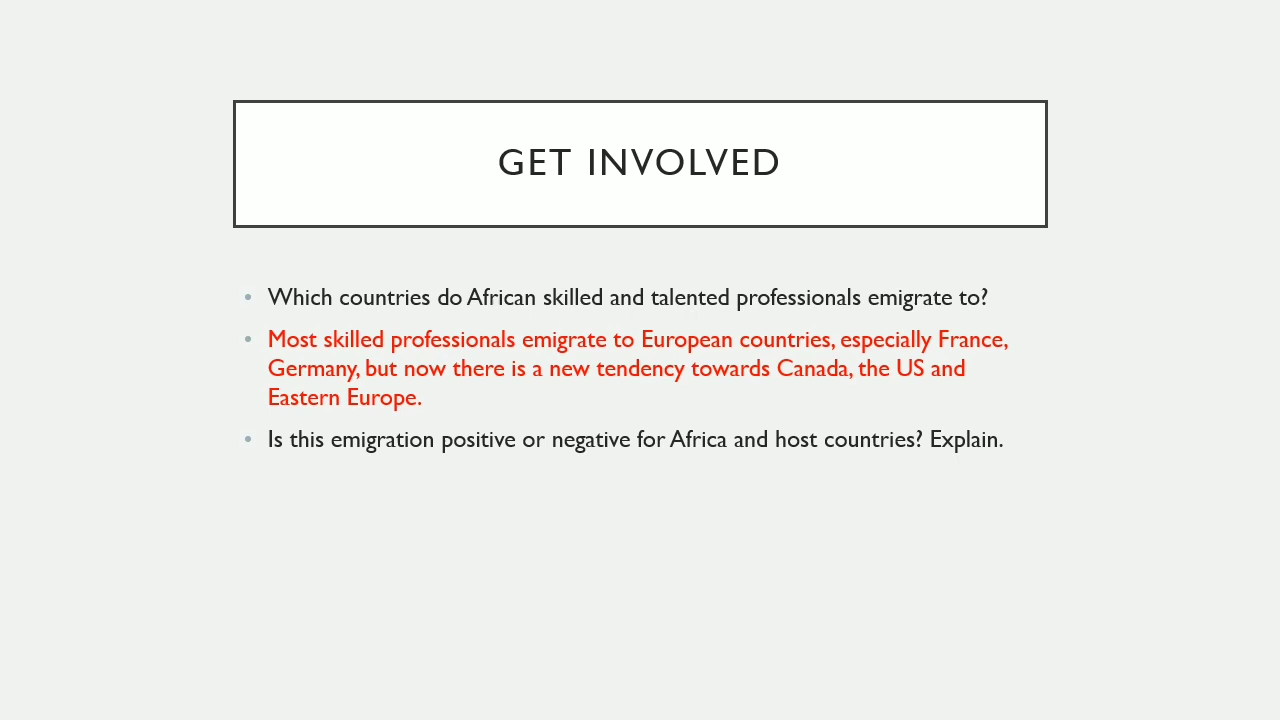 GET INVOLVED
• Which countries do African skilled and talented professionals emigrate to?
• Most skilled professionals emigrate to European countries, especially France,
Germany, but now there is a new tendency towards Canada, the US and
Eastern Europe.
• Is this emigration positive or negative for Africa and host countries? Explain.